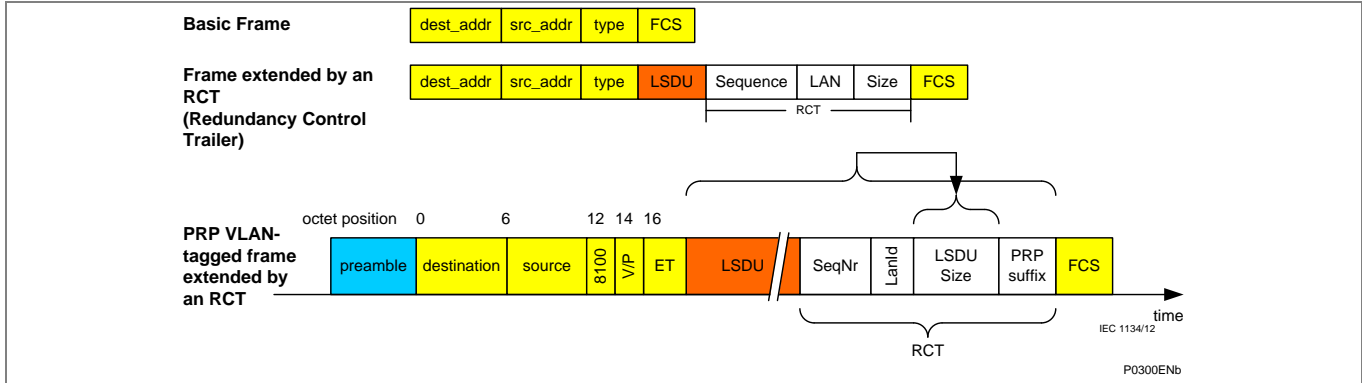 Basic Frame
dest_addr src_addr type FCS
Frame extended by an
RCT
(Redundancy Control
Trailer)
dest_addr src_addr type LSDU Sequence LAN Size FCS
RCT
octet position 0 6 12 14 16
PRP VLAN-
tagged frame
extended by
an RCT
preamble destination source 8100 V/P ET LSDU SeqNr LanId LSDU
Size PRP
suffix FCS
time
IEC 1134/12
RCT
P0300ENb